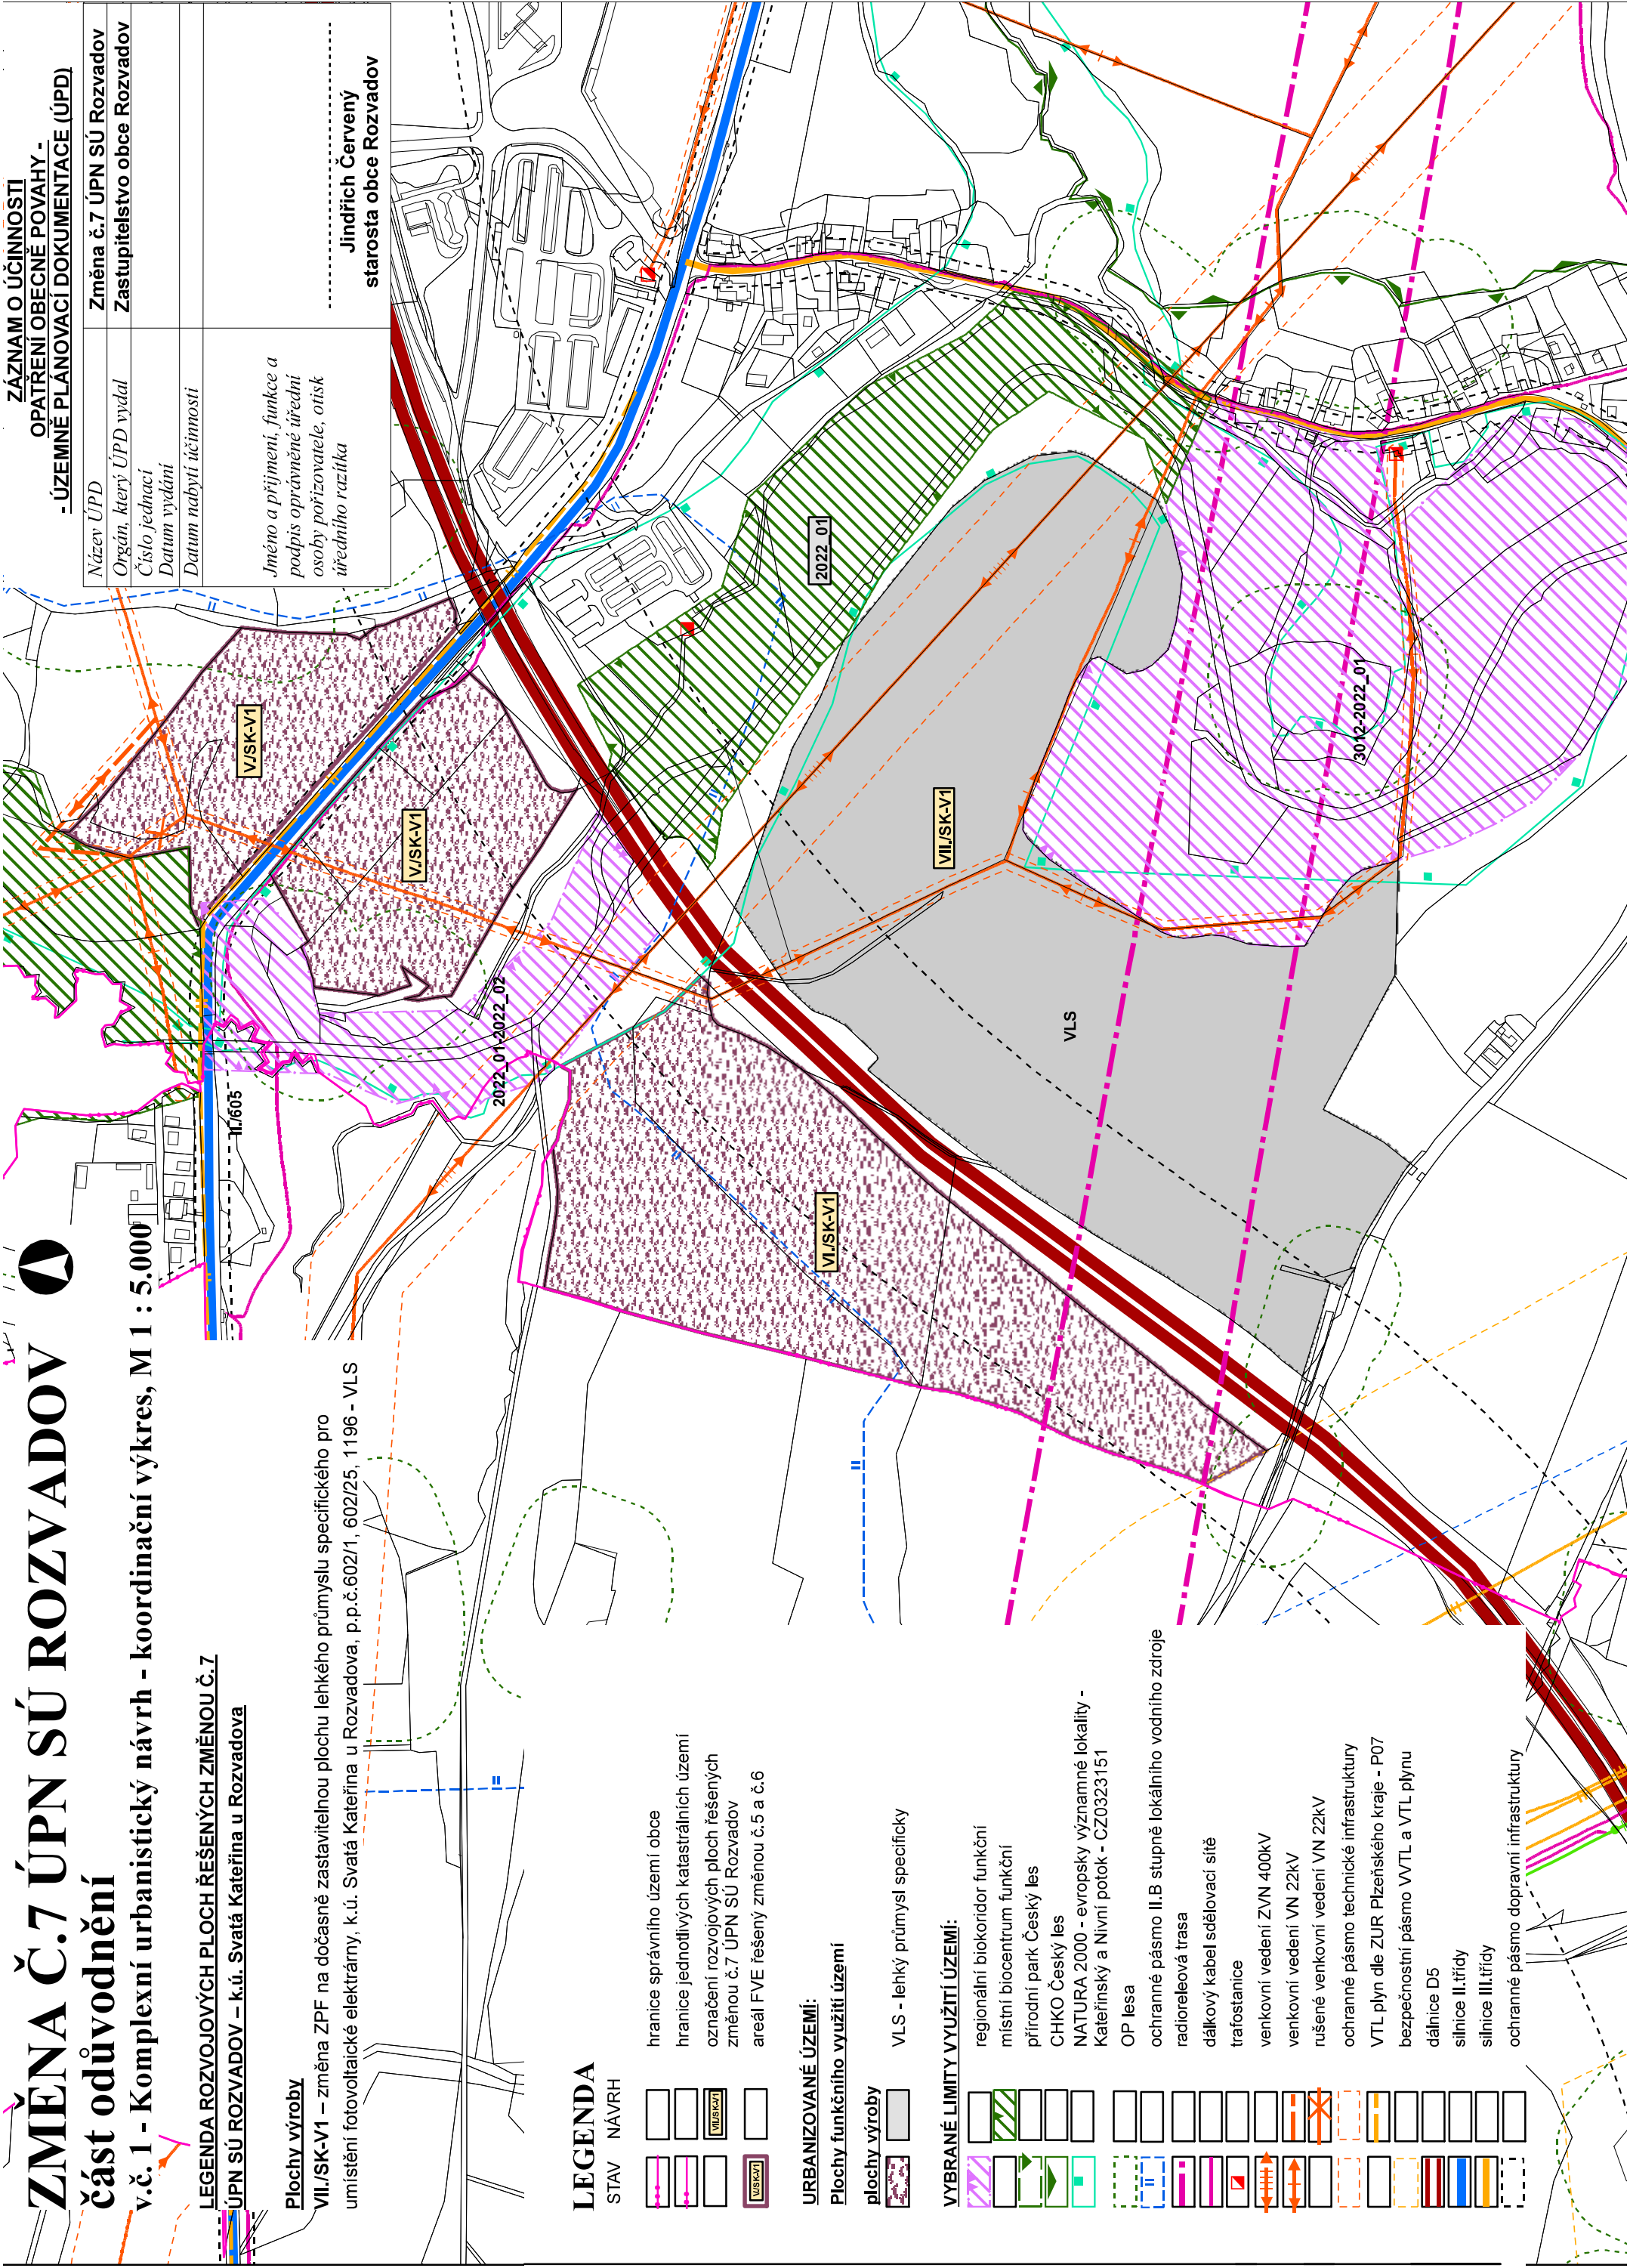 ZMĚNA Č.7 ÚPN SÚ ROZVADOV
část odůvodnění
v.č. 1 - Komplexní urbanistický návrh - koordinační výkres, M 1 : 5.000
LEGENDA ROZVOJOVÝCH PLOCH ŘEŠENÝCH ZMĚNOU Č.7
ÚPN SÚ ROZVADOV – k.ú. Svatá Kateřina u Rozvadova
Plochy výroby
VII./SK-V1 – změna ZPF na dočasně zastavitelnou plochu lehkého průmyslu specifického pro
umístění fotovoltaické elektrárny, k.ú. Svatá Kateřina u Rozvadova, p.p.č.602/1, 602/25, 1196 - VLS
LEGENDA
STAV NÁVRH
hranice správního území obce
hranice jednotlivých katastrálních území
VII/SK-V1
označení rozvojových ploch řešených
změnou č.7 ÚPN SÚ Rozvadov
V./SK-V1
areál FVE řešený změnou č.5 a č.6
URBANIZOVANÉ ÚZEMÍ:
Plochy funkčního využití území
plochy výroby
VLS - lehký průmysl specifický
VYBRANÉ LIMITY VYUŽITÍ ÚZEMÍ:
regionální biokoridor funkční
místní biocentrum funkční
přírodní park Český les
CHKO Český les
NATURA 2000 - evropsky významné lokality -
Kateřinský a Nivní potok - CZ0323151
OP lesa
ochranné pásmo II.B stupně lokálního vodního zdroje
radioreleová trasa
dálkový kabel sdělovací sítě
trafostanice
venkovní vedení ZVN 400kV
venkovní vedení VN 22kV
rušené venkovní vedení VN 22kV
ochranné pásmo technické infrastruktury
VTL plyn dle ZUR Plzeňského kraje - P07
bezpečnostní pásmo VVTL a VTL plynu
dálnice D5
silnice II.třídy
silnice III.třídy
ochranné pásmo dopravní infrastruktury
ZÁZNAM O ÚČINNOSTI
OPATŘENÍ OBECNÉ POVAHY -
- ÚZEMNĚ PLÁNOVACÍ DOKUMENTACE (ÚPD)
Název ÚPD Změna č.7 ÚPN SÚ Rozvadov
Orgán, který ÚPD vydal Zastupitelstvo obce Rozvadov
Číslo jednací
Datum vydání
Datum nabytí účinnosti
Jméno a příjmení, funkce a
podpis oprávněné úřední
osoby pořizovatele, otisk
úředního razítka
Jindřich Červený
starosta obce Rozvadov
V./SK-V1
V./SK-V1
VI./SK-V1
VII./SK-V1
VLS
II./605
2022_01-2022_02
2022_01
3012-2022_01